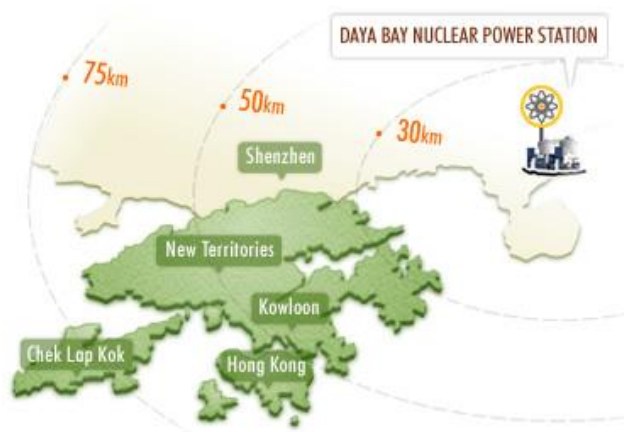 DAYA BAY NUCLEAR POWER STATION
75km
50km
30km
Shenzhen
New Territories
Kowloon
Chek Lap Kok
Hong Kong